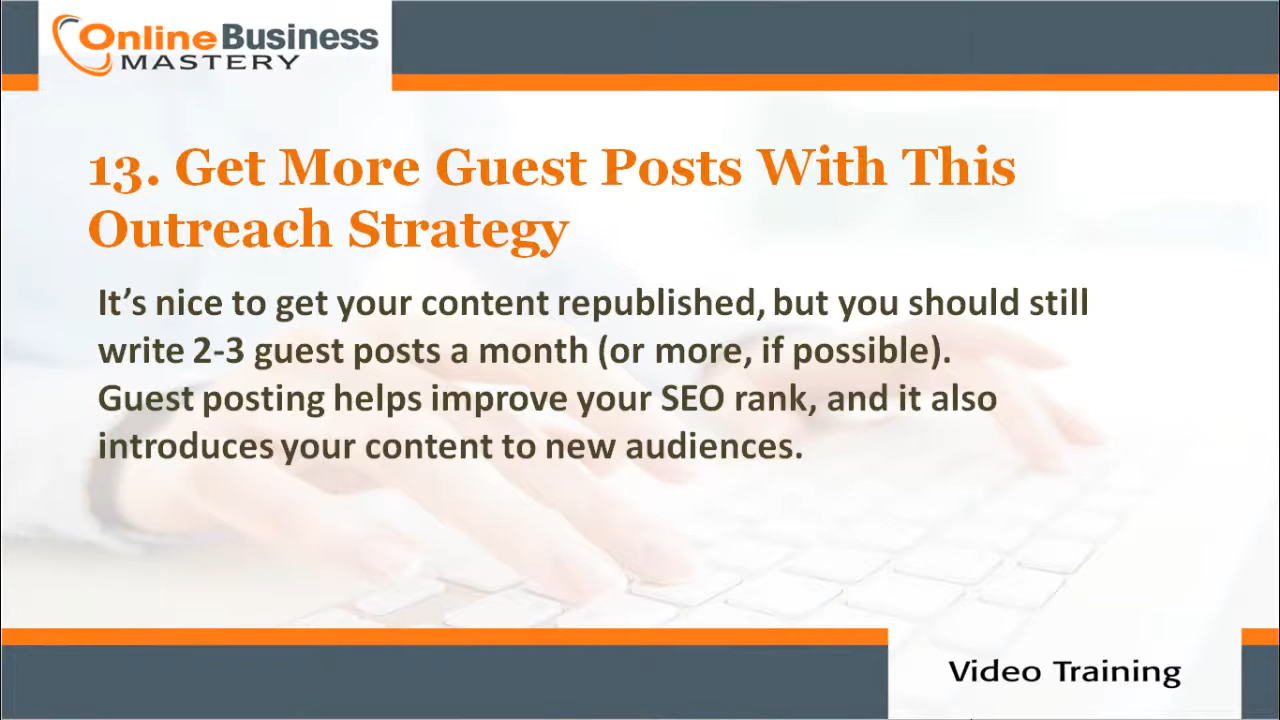 OnlineBusiness
MASTERY
13. Get More Guest Posts With This
Outreach Strategy
It’s nice to get your content republished, but you should still
write 2-3 guest posts a month (or more, if possible).
Guest posting helps improve your SEO rank, and it also
introduces your content to new audiences.
Video Training